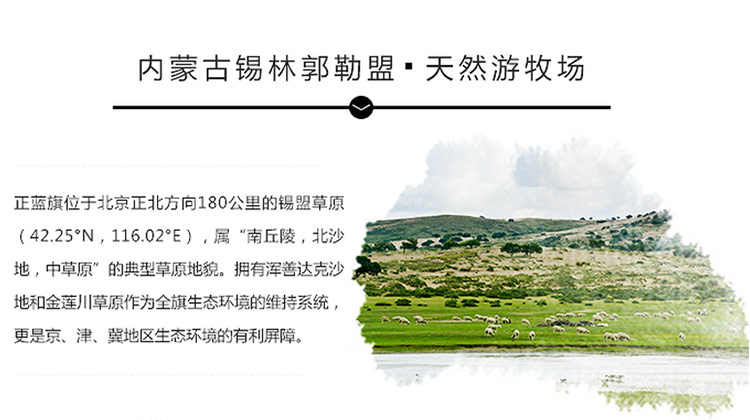 内蒙古锡林郭勒盟▪天然游牧场
正蓝旗位于北京正北方向180公里的锡盟草原
（42.25°N，116.02°E），属“南丘陵，北沙
地，中草原”的典型草原地貌。拥有浑善达克沙
地和金莲川草原作为全旗生态环境的维持系统，
更是京、津、冀地区生态环境的有利屏障。